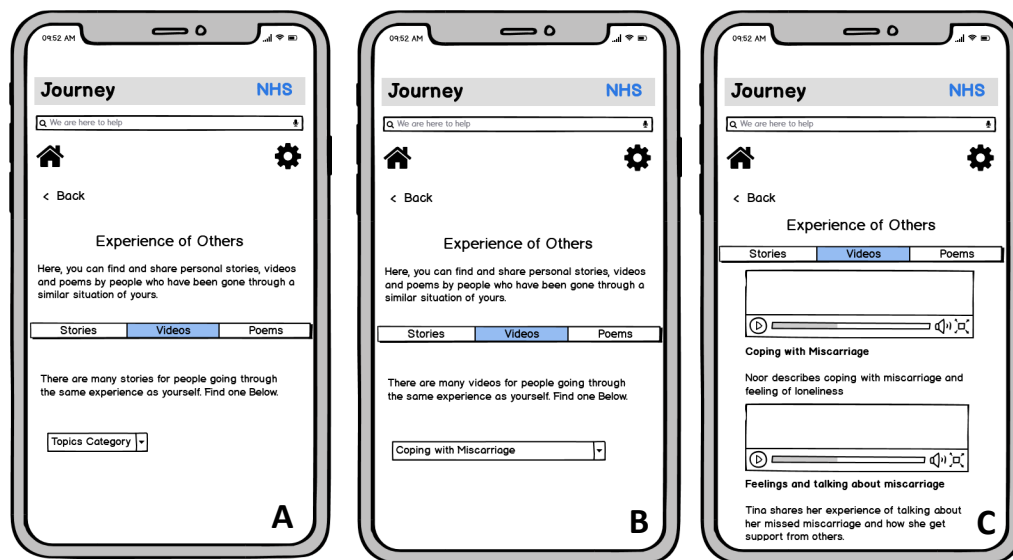 09:52 AM
Journey NHS
We are here to help
< Back
Experience of Others
Here, you can find and share personal stories, videos
and poems by people who have been gone through a
similar situation of yours.
Stories Videos Poems
There are many stories for people going through
the same experience as yourself. Find one Below.
Topics Category
A
09:52 AM
Journey NHS
We are here to help
< Back
Experience of Others
Here, you can find and share personal stories, videos
and poems by people who have been gone through a
similar situation of yours.
Stories Videos Poems
There are many videos for people going through
the same experience as yourself. Find one Below.
Coping with Miscarriage
B
09:52 AM
Journey NHS
We are here to help
< Back
Experience of Others
Stories Videos Poems
Coping with Miscarriage
Noor describes coping with miscarriage and
feeling of loneliness
Feelings and talking about miscarriage
Tina shares her experience of talking about
her missed miscarriage and how she get
support from others.
C